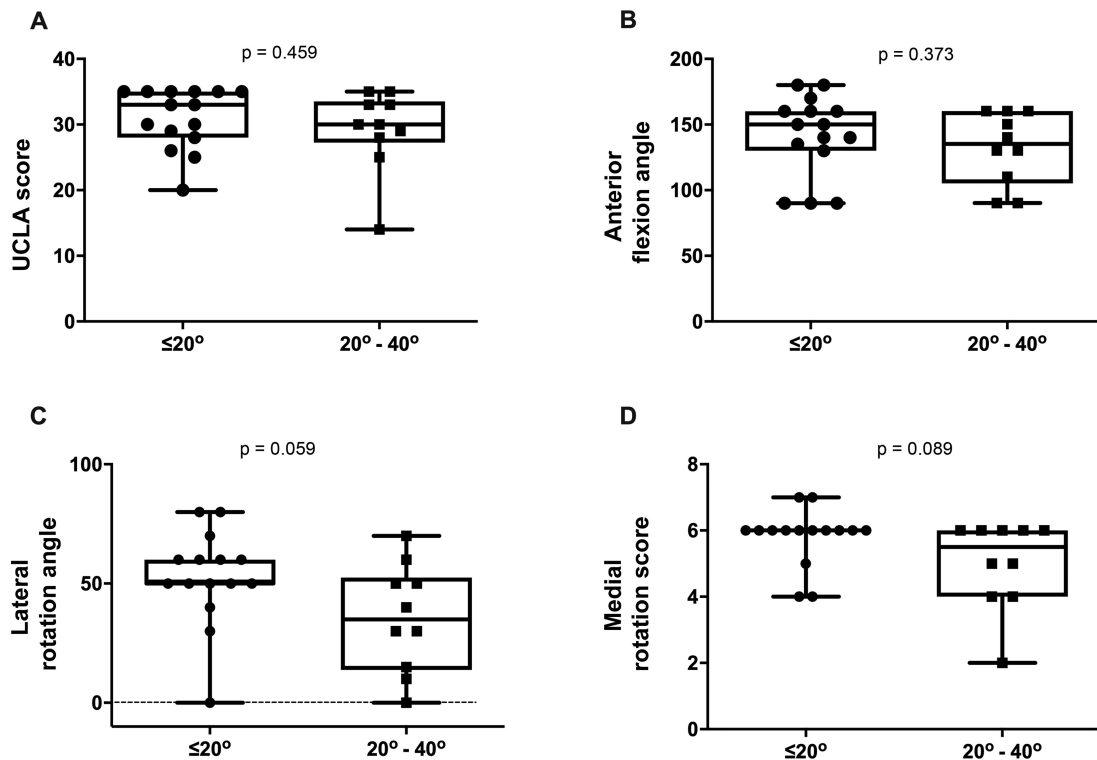 A
p = 0.459
UCLA score
40
30
20
10
0
≤20º
20º - 40º
B
p = 0.373
Anterior
flexion angle
200
150
100
50
0
≤20º
20º - 40º
C
p = 0.059
Lateral
rotation angle
100
50
0
≤20º
20º - 40º
D
p = 0.089
Medial
rotation score
8
6
4
2
0
≤20º
20º - 40º